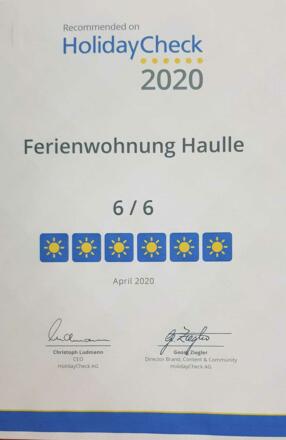 Recommended on
HolidayCheck
2020
Ferienwohnung Haulle
6 / 6
April 2020
Christoph Ludmann
CEO
HolidayCheck AG
Georg Ziegler
Director Brand, Content & Community
HolidayCheck AG